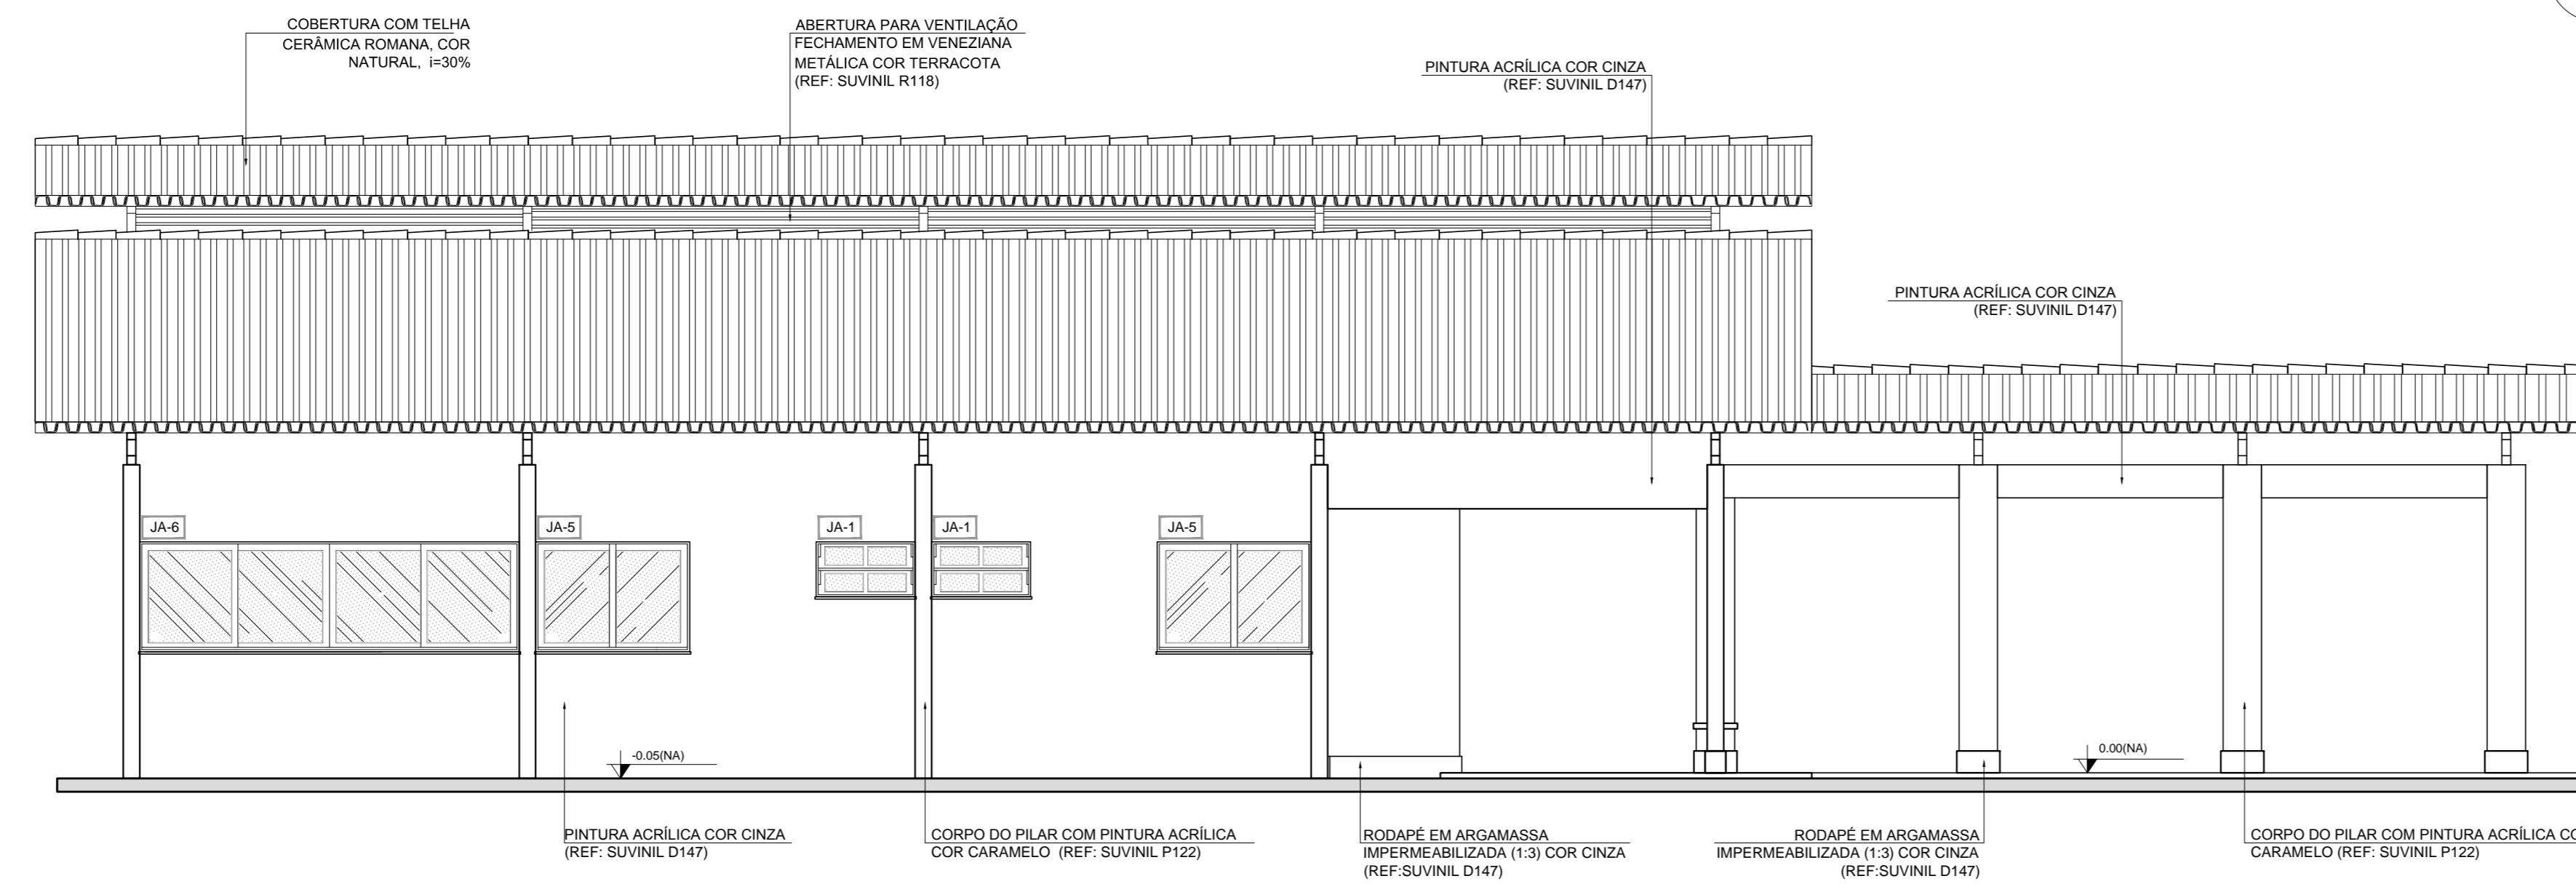 COBERTURA COM TELHA
CERÂMICA ROMANA, COR
NATURAL, i=30%
ABERTURA PARA VENTILAÇÃO
FECHAMENTO EM VENEZIANA
METÁLICA COR TERRACOTA
(REF: SUVINIL R118)
PINTURA ACRÍLICA COR CINZA
(REF: SUVINIL D147)
PINTURA ACRÍLICA COR CINZA
(REF: SUVINIL D147)
JA-6
JA-5
JA-1
JA-1
JA-5
-0.05(NA)
0.00(NA)
PINTURA ACRÍLICA COR CINZA
(REF: SUVINIL D147)
CORPO DO PILAR COM PINTURA ACRÍLICA
COR CARAMELO (REF: SUVINIL P122)
RODAPÉ EM ARGAMASSA
IMPERMEABILIZADA (1:3) COR CINZA
(REF:SUVINIL D147)
RODAPÉ EM ARGAMASSA
IMPERMEABILIZADA (1:3) COR CINZA
(REF:SUVINIL D147)
CORPO DO PILAR COM PINTURA ACRÍLICA
CARAMELO (REF: SUVINIL P122)